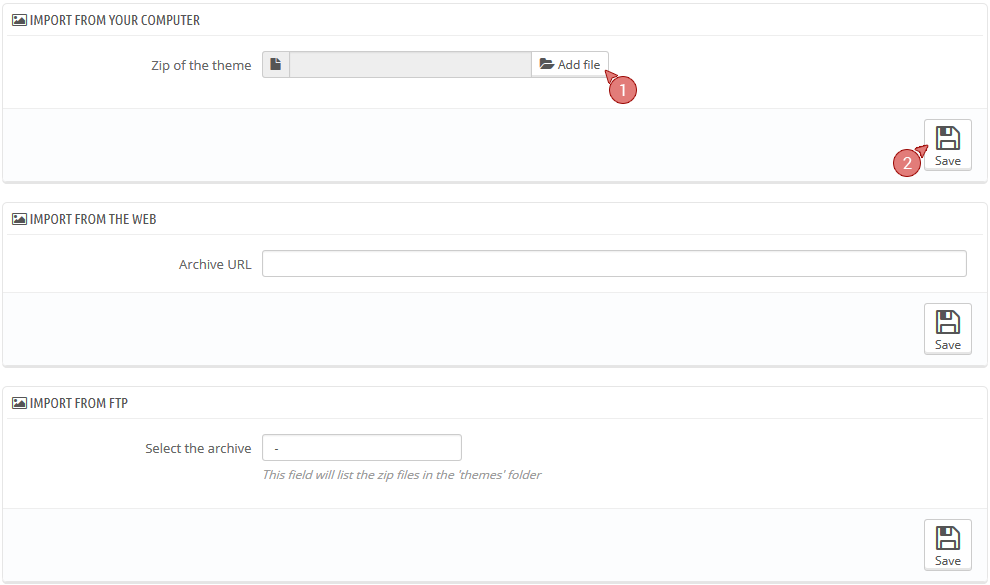 IMPORT FROM YOUR COMPUTER
Zip of the theme Add file
1
2
Save
IMPORT FROM THE WEB
Archive URL
Save
IMPORT FROM FTP
Select the archive -
This field will list the zip files in the 'themes' folder
Save